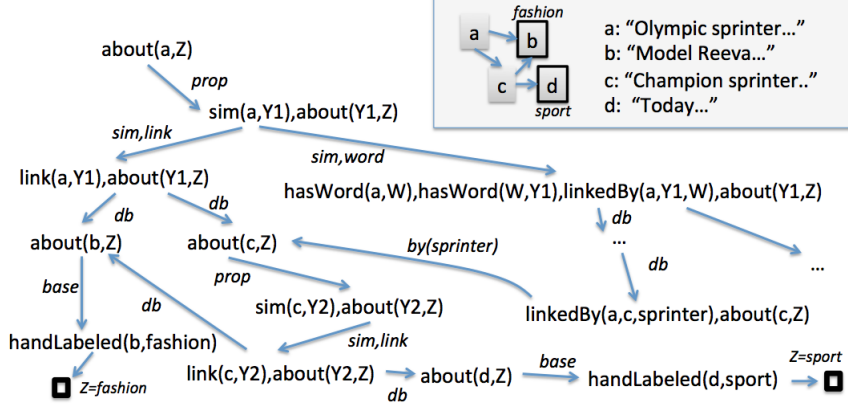 fashion
a
b
c
d
sport
a: “Olympic sprinter...”
b: “Model Reeva...”
c: “Champion sprinter..”
d: “Today...”
about(a,Z)
prop
sim(a,Y1),about(Y1,Z)
sim,link
sim,word
link(a,Y1),about(Y1,Z)
hasWord(a,W),hasWord(W,Y1),linkedBy(a,Y1,W),about(Y1,Z)
db
db
db
...
about(b,Z)
about(c,Z)
by(sprinter)
db
...
prop
base
db
sim(c,Y2),about(Y2,Z)
linkedBy(a,c,sprinter),about(c,Z)
handLabeled(b,fashion)
sim,link
Z=fashion
link(c,Y2),about(Y2,Z)
db
about(d,Z)
base
handLabeled(d,sport)
Z=sport